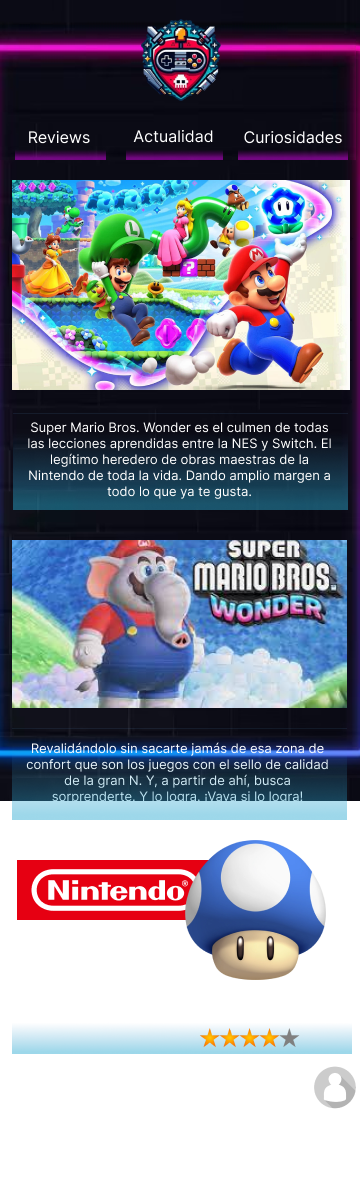 Reviews
Actualidad
Curiosidades
Super Mario Bros. Wonder es el culmen de todas
las lecciones aprendidas entre la NES y Switch. El
legítimo heredero de obras maestras de la
Nintendo de toda la vida. Dando amplio margen a
todo lo que ya te gusta.
SUPER
MARIO BROS.
WONDER
Revalidándolo sin sacarte jamás de esa zona de
confort que son los juegos con el sello de calidad
de la gran N. Y, a partir de ahí, busca
sorprenderte. Y lo logra. ¡Vaya si lo logra!
Nintendo®